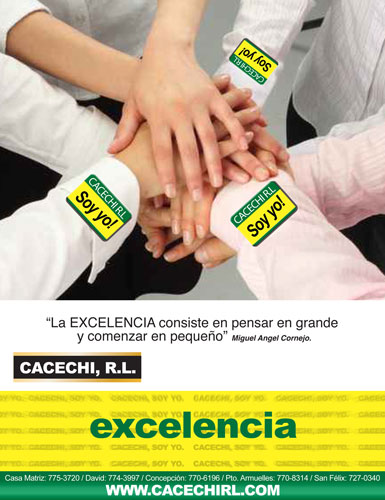 CACECHI R.L
Soy yo!
CACECHI R.L
Soy yo!
CACECHI R.L
Soy yo!
“La EXCELENCIA consiste en pensar en grande
y comenzar en pequeño” Miguel Angel Cornejo.
CACECHI, R.L.
excelencia
Casa Matriz: 775-3720 / David: 774-3997 / Concepción: 770-6196 / Pto. Armuelles: 770-8314 / San Félix: 727-0340
WWW.CACECHIRL.COM